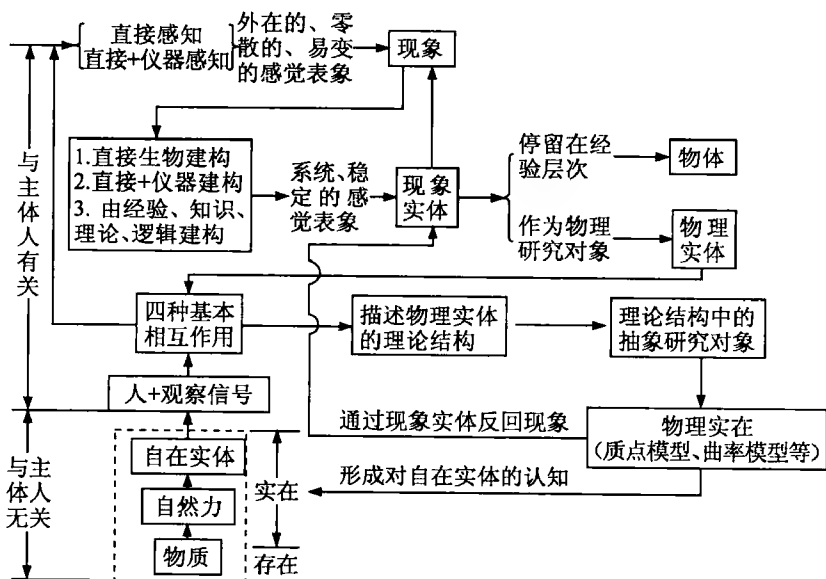 直接感知
直接+仪器感知
外在的、零
散的、易变
的感觉表象
现象
1.直接生物建构
2.直接+仪器建构
3. 由经验、知识、
理论、逻辑建构
系统、稳
定的感
觉表象
现象
实体
停留在经
验层次
物体
作为物理
研究对象
物理
实体
与主体人有关
四种基本
相互作用
描述物理实体
的理论结构
理论结构中的
抽象研究对象
人+观察信号
通过现象实体反回现象
物理实在
(质点模型、曲率模型等)
与主
体人
无关
自在实体
实在
形成对自在实体的认知
自然力
物质
存在